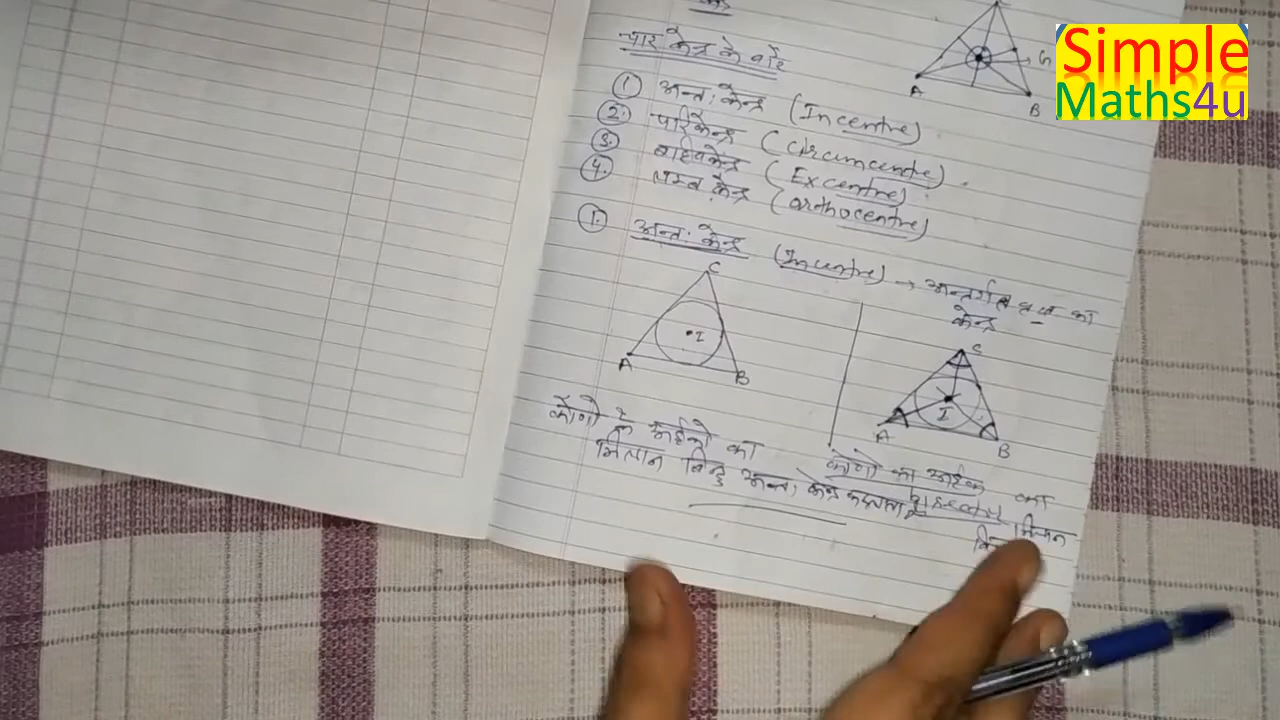 Simple
Maths4u
चार केन्द्र के बारे
A
B
G
① अन्तः केन्द्र (Incentre)
②. परिकेन्द्र (circumcentre)
③. बाह्यकेन्द्र (Excentre)
④. लम्ब केन्द्र (orthocentre)
①. अन्तः केन्द्र (Incentre) → अन्तर्गत वृत्त का
केन्द्र
C
I
A
B
C
I
A
B
कोणो के अर्द्धको का
मिलान बिन्दु अन्तः केन्द्र कहलाता है
कोणो का अर्द्धक का
bisector मिलान